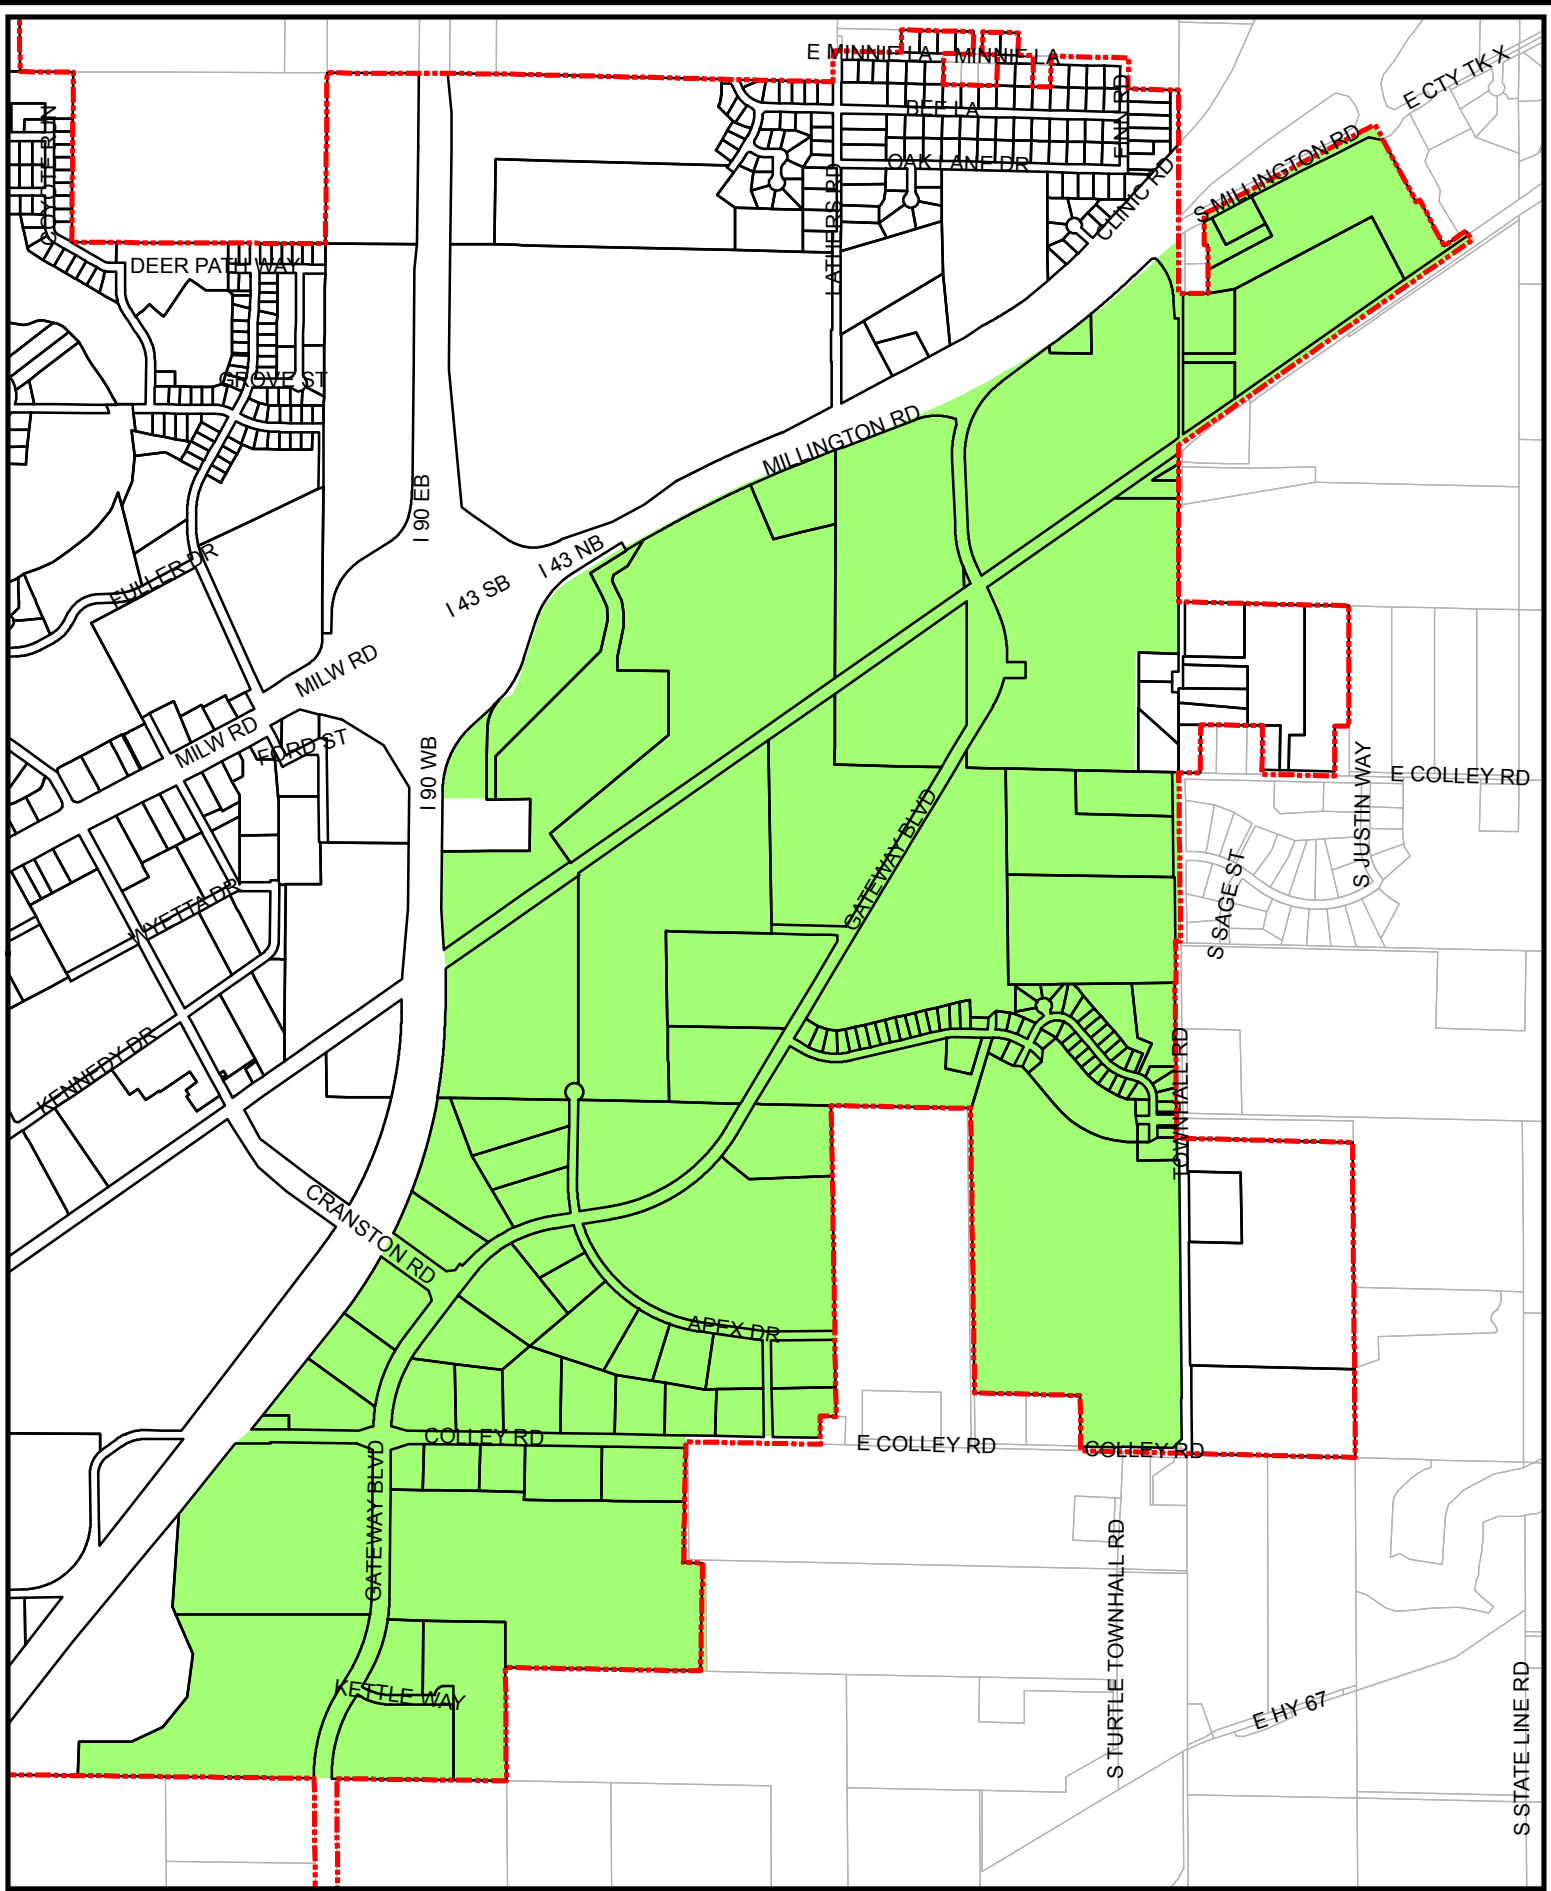 E MINNIE LA
MINNIE LA
E CTY TK X
BEE LA
FINN RD
COYOTE RUN
S MILLINGTON RD
OAK LANE DR
LATHERS RD
CLINIC RD
DEER PATH WAY
GROVE ST
MILLINGTON RD
I 90 EB
I 43 NB
I 43 SB
FULLER DR
MILW RD
MILW RD
FORD ST
I 90 WB
E COLLEY RD
S JUSTIN WAY
GATEWAY BLVD
S SAGE ST
WYETTA DR
KENNEDY DR
TOWNHALL RD
CRANSTON RD
APEX DR
COLLEY RD
E COLLEY RD
COLLEY RD
GATEWAY BLVD
S TURTLE TOWNHALL RD
KETTLE WAY
E HY 67
S STATE LINE RD